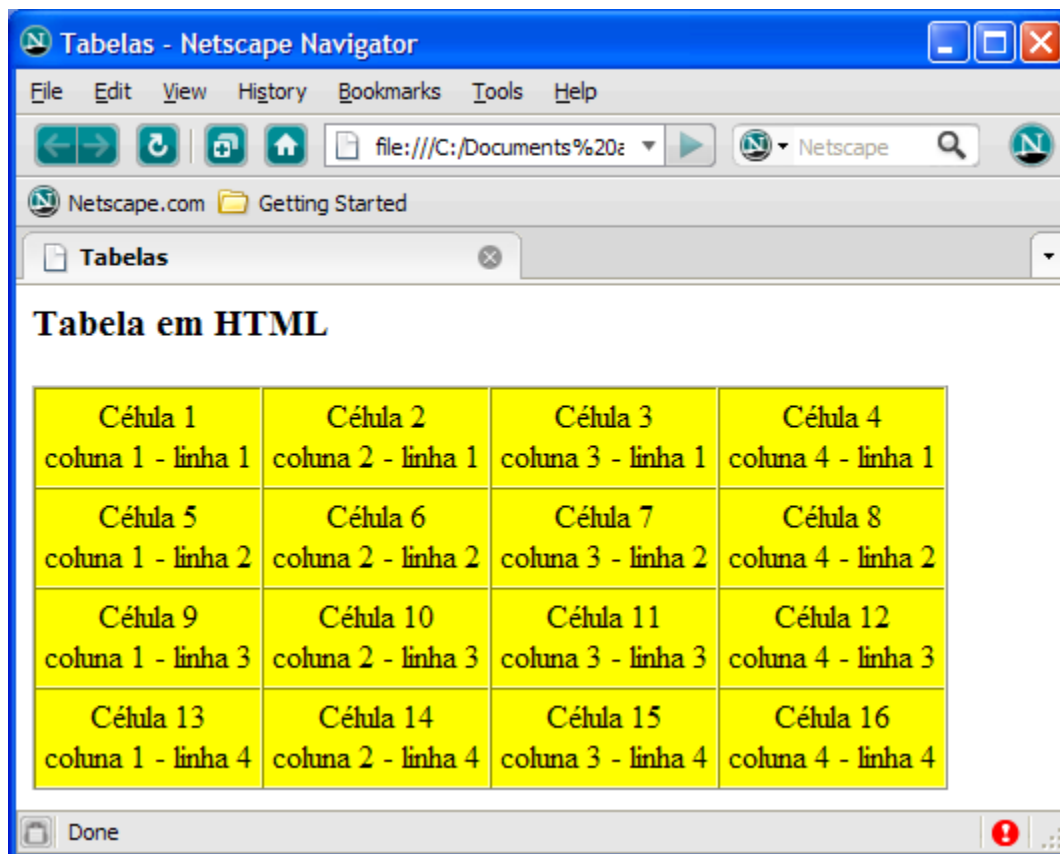 Tabelas - Netscape Navigator
File Edit View History Bookmarks Tools Help
file:///C:/Documents%20a Netscape
Netscape.com Getting Started
Tabelas
Tabela em HTML
Célula 1 Célula 2 Célula 3 Célula 4
coluna 1 - linha 1 coluna 2 - linha 1 coluna 3 - linha 1 coluna 4 - linha 1
Célula 5 Célula 6 Célula 7 Célula 8
coluna 1 - linha 2 coluna 2 - linha 2 coluna 3 - linha 2 coluna 4 - linha 2
Célula 9 Célula 10 Célula 11 Célula 12
coluna 1 - linha 3 coluna 2 - linha 3 coluna 3 - linha 3 coluna 4 - linha 3
Célula 13 Célula 14 Célula 15 Célula 16
coluna 1 - linha 4 coluna 2 - linha 4 coluna 3 - linha 4 coluna 4 - linha 4
Done